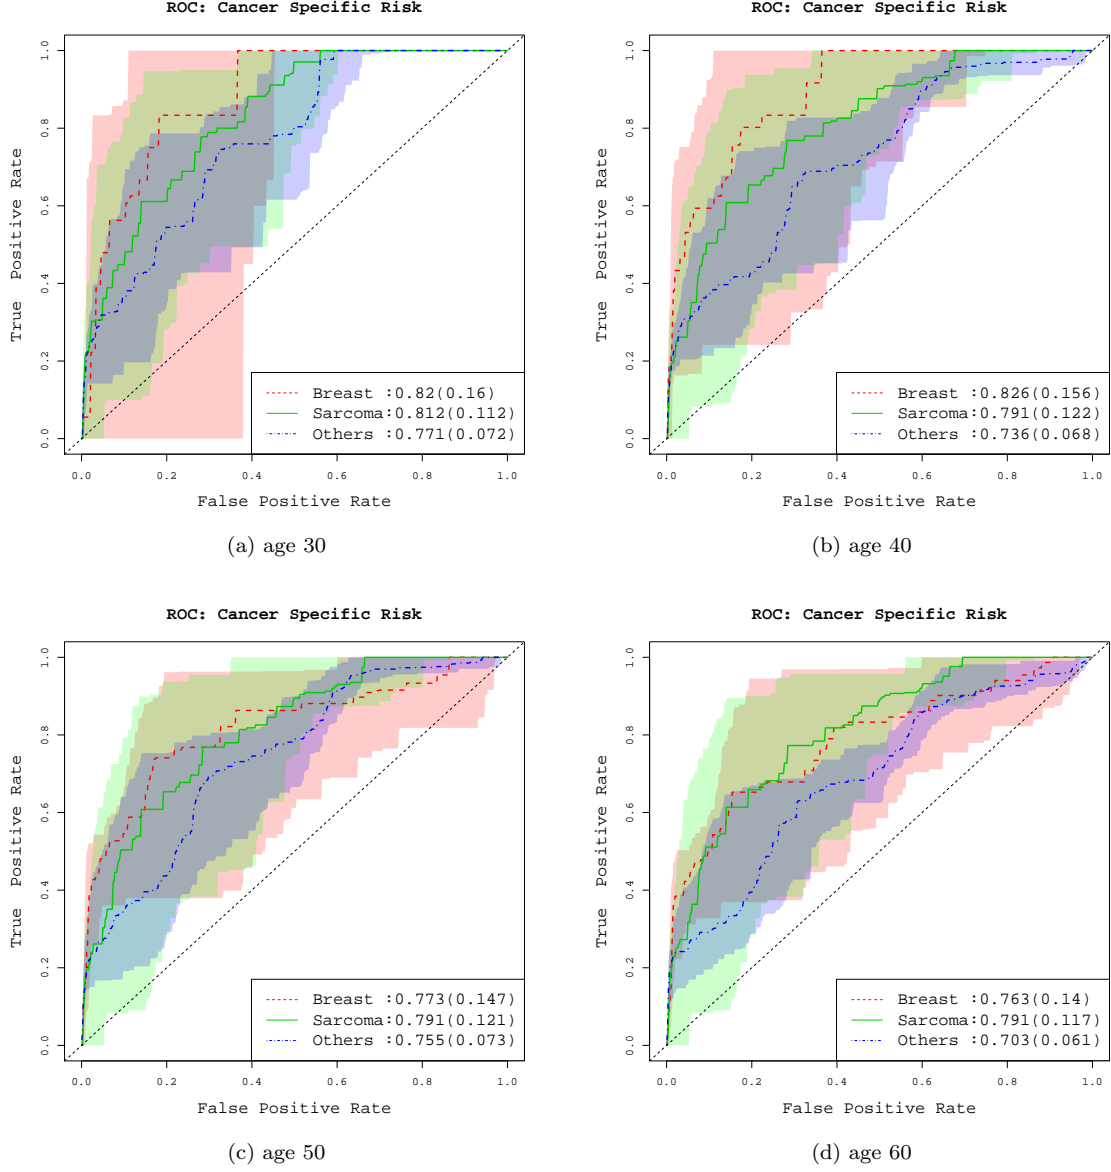 ROC: Cancer Specific Risk
True Positive Rate
1.0
0.8
0.6
0.4
0.2
0.0
Breast :0.82(0.16)
Sarcoma:0.812(0.112)
Others :0.771(0.072)
0.0 0.2 0.4 0.6 0.8 1.0
False Positive Rate
(a) age 30
ROC: Cancer Specific Risk
True Positive Rate
1.0
0.8
0.6
0.4
0.2
0.0
Breast :0.826(0.156)
Sarcoma:0.791(0.122)
Others :0.736(0.068)
0.0 0.2 0.4 0.6 0.8 1.0
False Positive Rate
(b) age 40
ROC: Cancer Specific Risk
True Positive Rate
1.0
0.8
0.6
0.4
0.2
0.0
Breast :0.773(0.147)
Sarcoma:0.791(0.121)
Others :0.755(0.073)
0.0 0.2 0.4 0.6 0.8 1.0
False Positive Rate
(c) age 50
ROC: Cancer Specific Risk
True Positive Rate
1.0
0.8
0.6
0.4
0.2
0.0
Breast :0.763(0.14)
Sarcoma:0.791(0.117)
Others :0.703(0.061)
0.0 0.2 0.4 0.6 0.8 1.0
False Positive Rate
(d) age 60